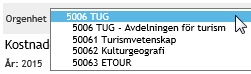 Orgenhet 5006 TUG
5006 TUG - Avdelningen för turism
50061 Turismvetenskap
Kostnad
50062 Kulturgeografi
År: 2015
50063 ETOUR